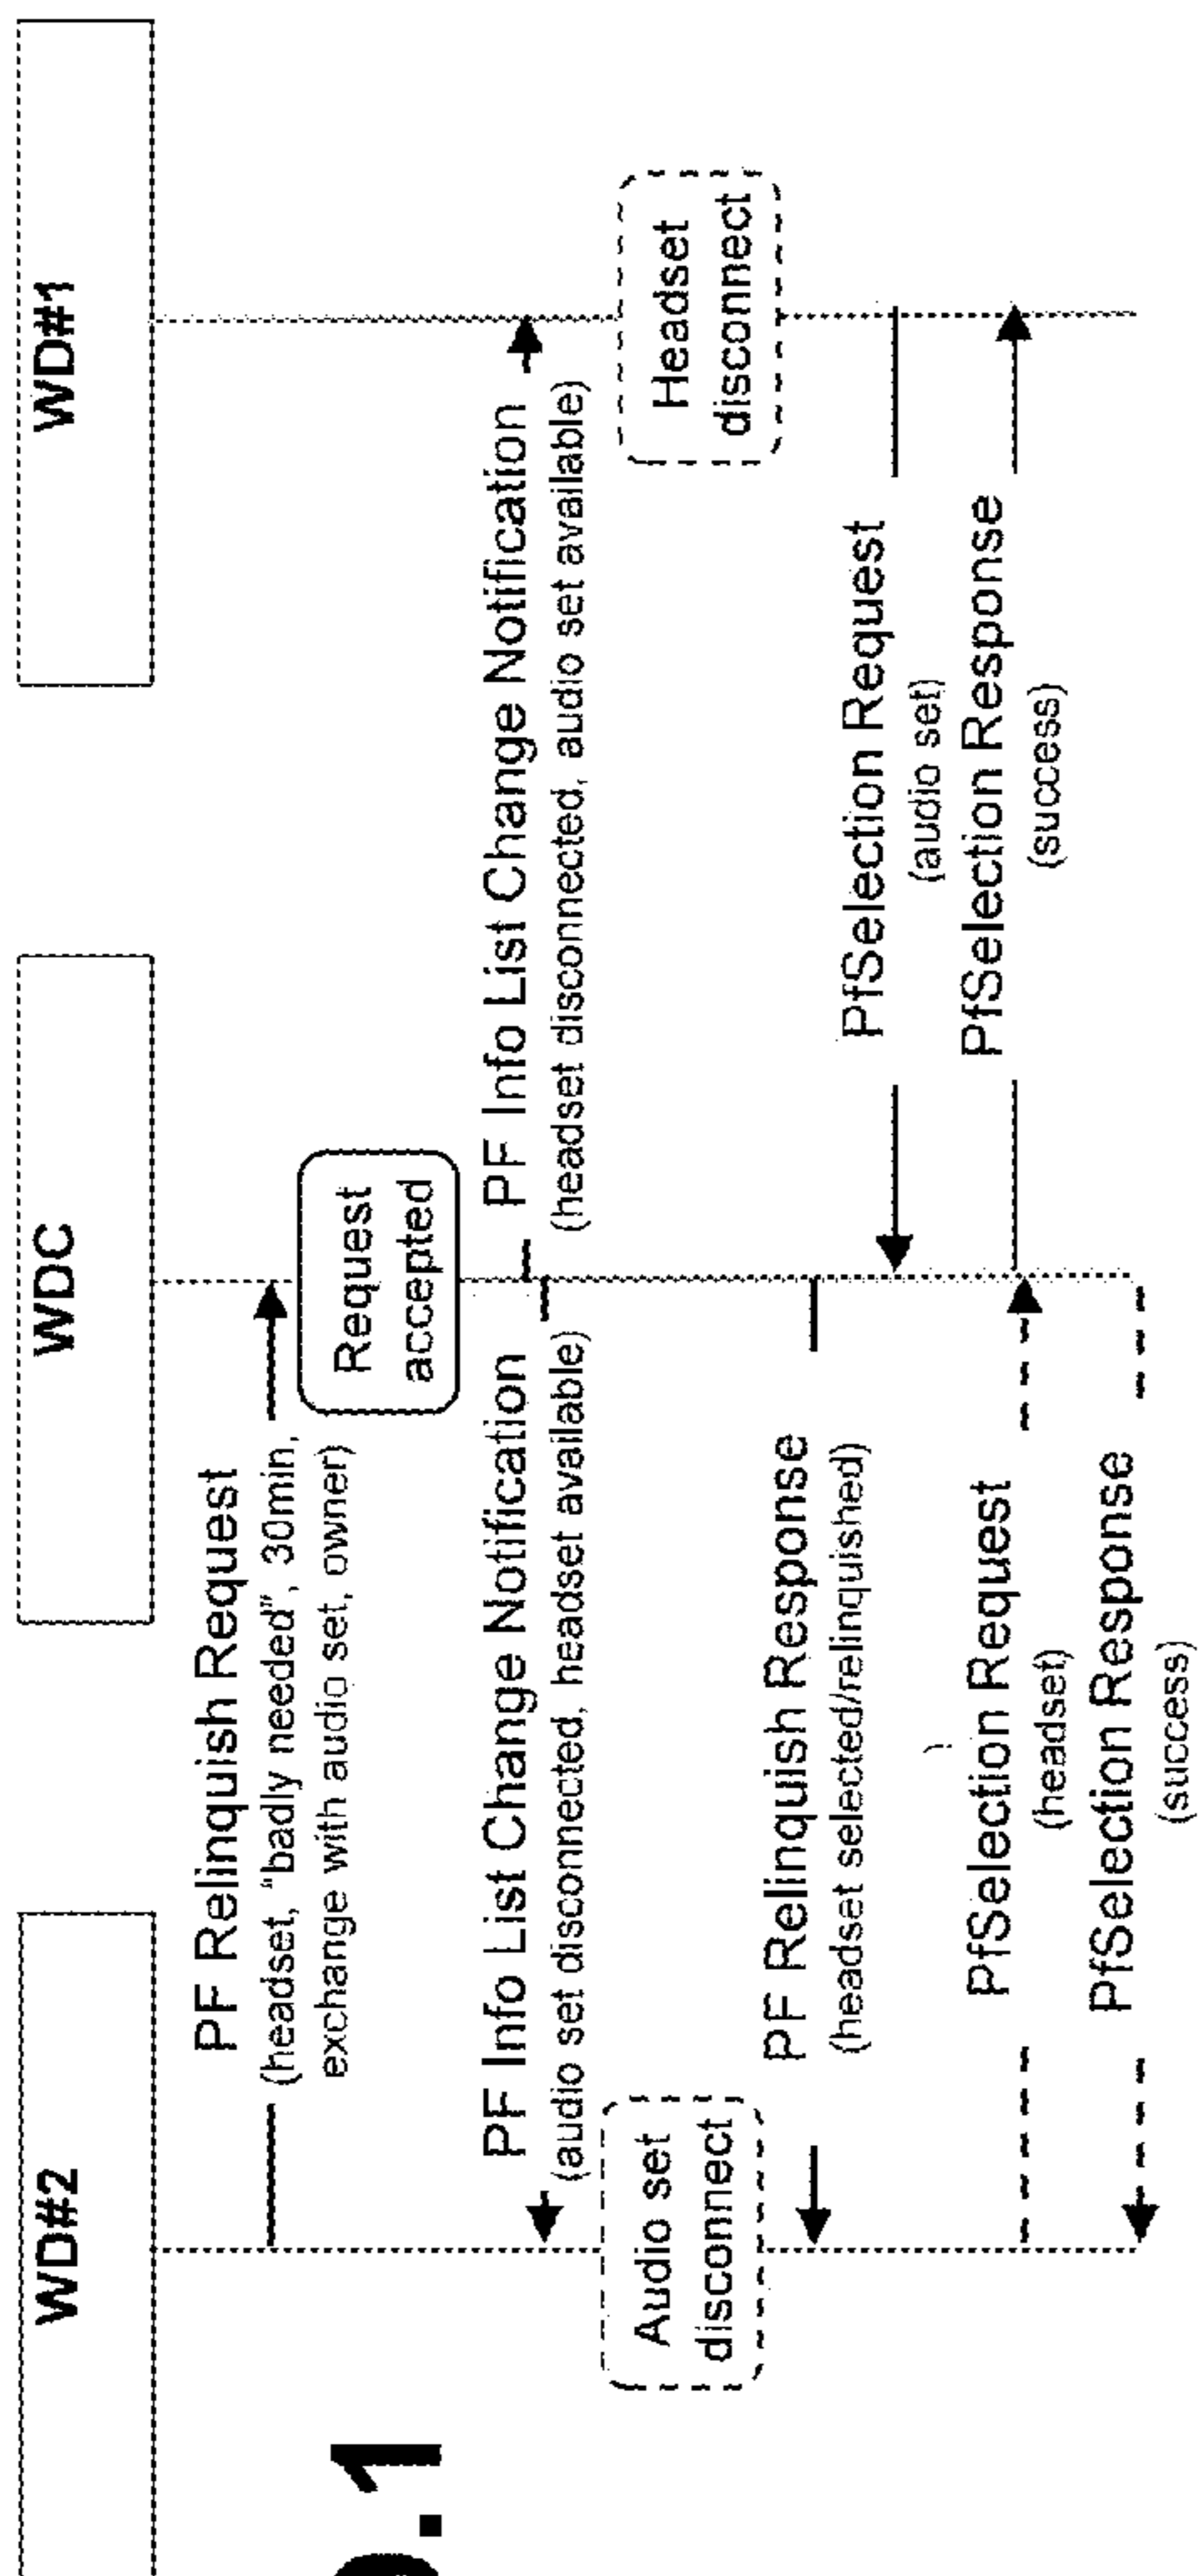 WD#2
WDC
WD#1
PF Relinquish Request
(headset, "badly needed", 30min,
exchange with audio set, owner)
Request
accepted
PF Info List Change Notification
(audio set disconnected, headset available)
PF Info List Change Notification
(headset disconnected, audio set available)
Audio set
disconnect
Headset
disconnect
PF Relinquish Response
(headset selected/relinquished)
PfSelection Request
(audio set)
PfSelection Response
(success)
PfSelection Request
(headset)
PfSelection Response
(success)
.1